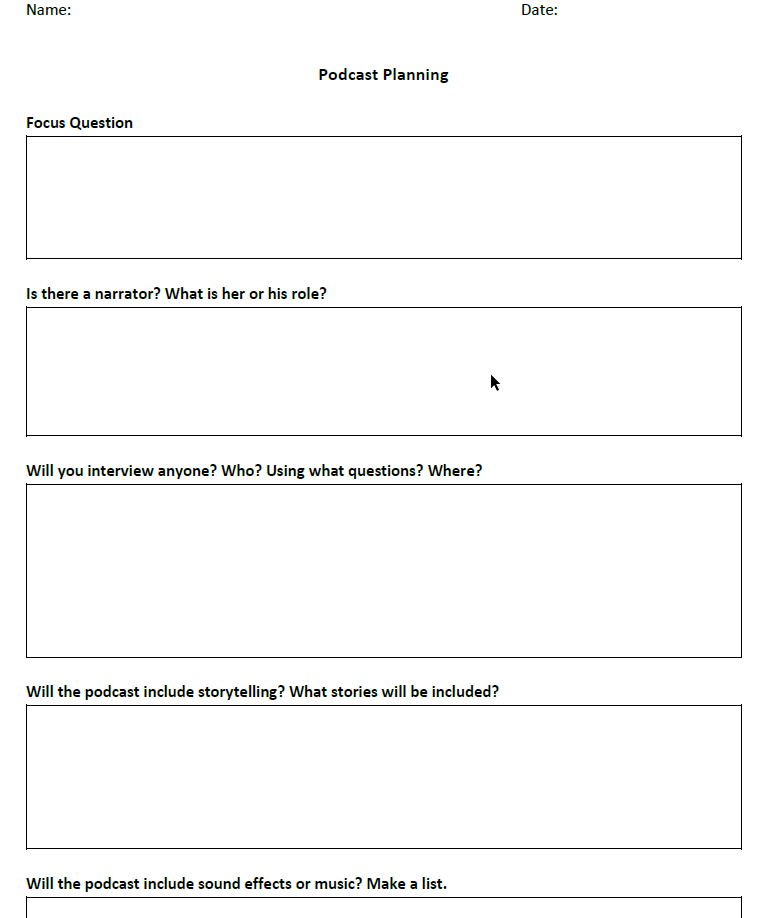 Name: Date:
Podcast Planning
Focus Question
Is there a narrator? What is her or his role?
Will you interview anyone? Who? Using what questions? Where?
Will the podcast include storytelling? What stories will be included?
Will the podcast include sound effects or music? Make a list.